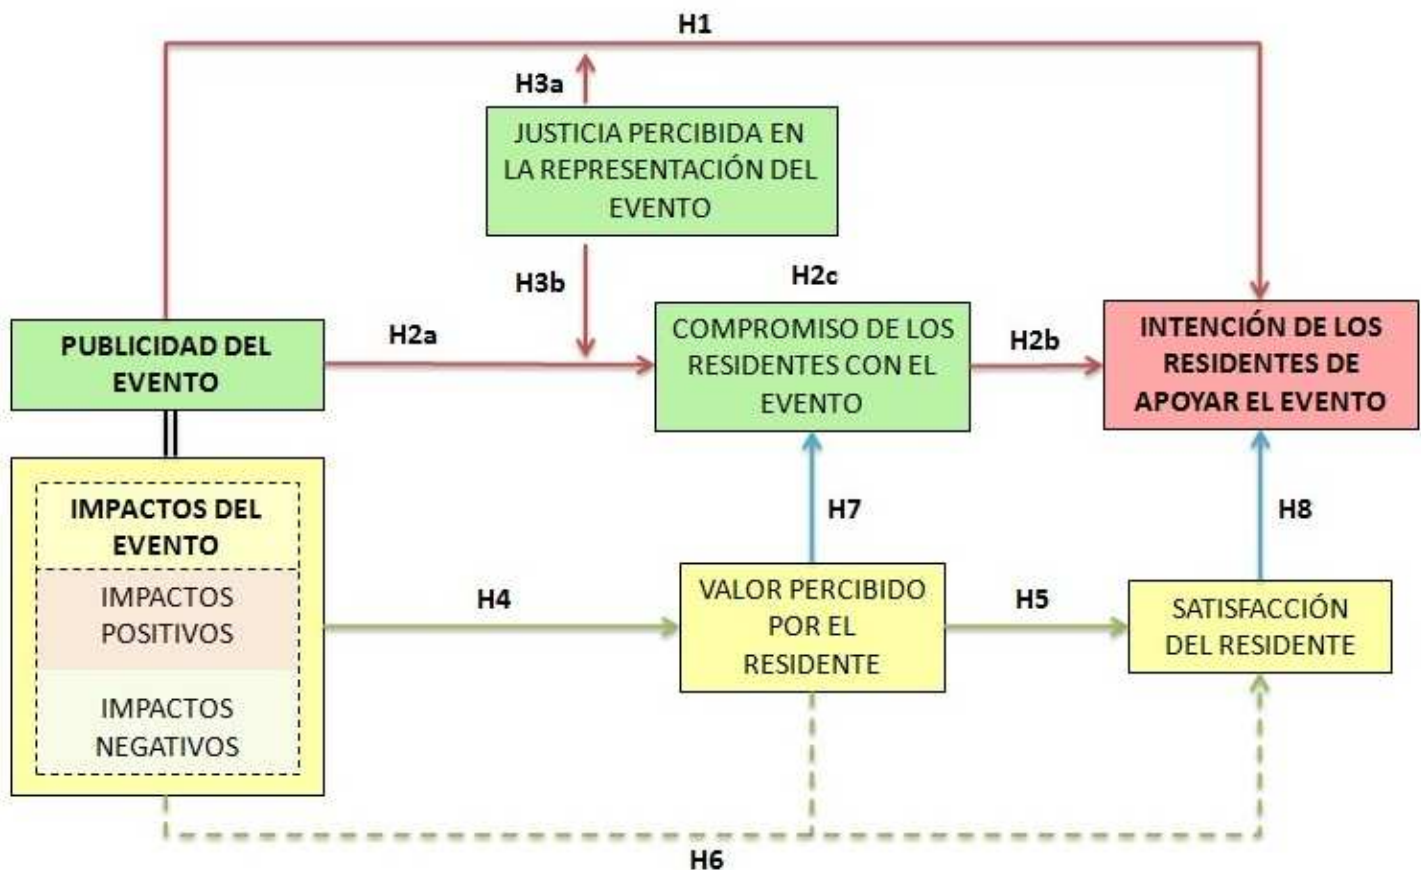 H1
H3a
JUSTICIA PERCIBIDA EN
LA REPRESENTACIÓN DEL
EVENTO
H3b
H2c
PUBLICIDAD DEL
EVENTO
H2a
COMPROMISO DE LOS
RESIDENTES CON EL
EVENTO
H2b
INTENCIÓN DE LOS
RESIDENTES DE
APOYAR EL EVENTO
IMPACTOS DEL
EVENTO
IMPACTOS
POSITIVOS
IMPACTOS
NEGATIVOS
H4
H7
VALOR PERCIBIDO
POR EL
RESIDENTE
H5
H8
SATISFACCIÓN
DEL RESIDENTE
H6